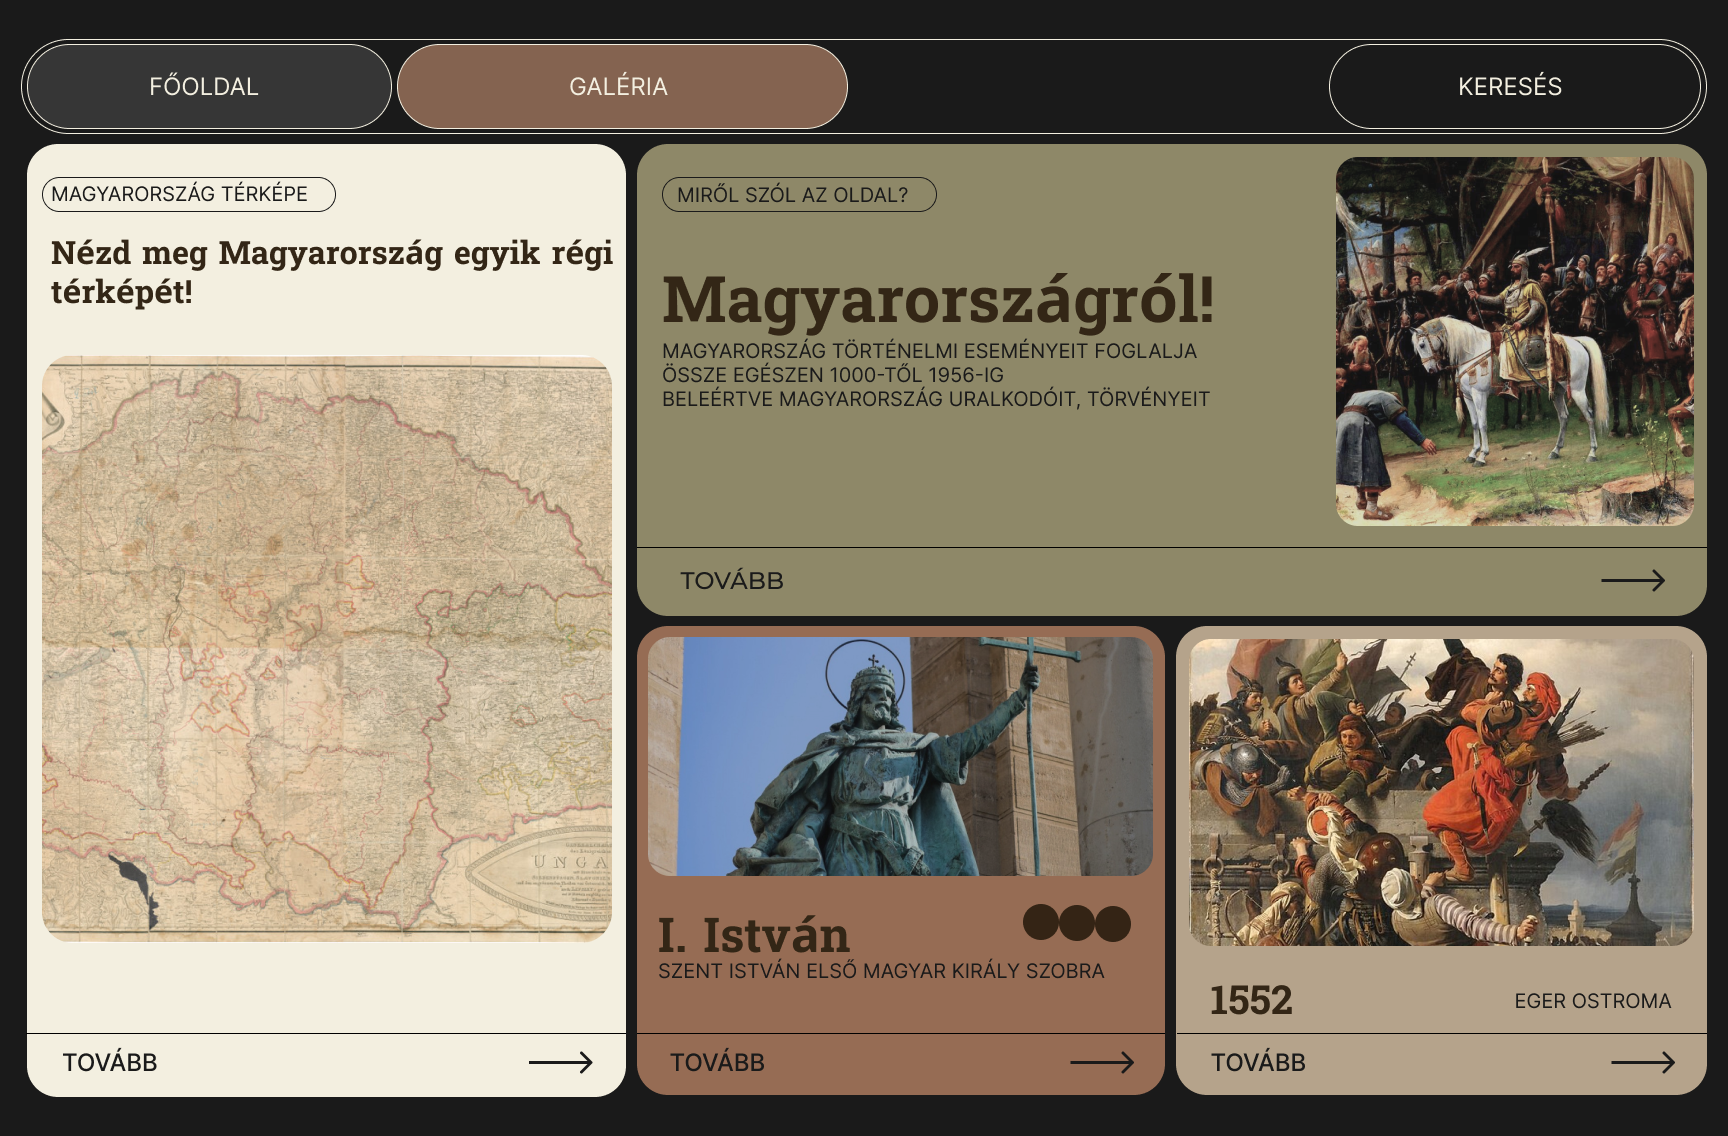 FŐOLDAL
GALÉRIA
KERESÉS
MAGYARORSZÁG TÉRKÉPE
Nézd meg Magyarország egyik régi
térképét!
UNGA
TOVÁBB
MIRŐL SZÓL AZ OLDAL?
Magyarországról!
MAGYARORSZÁG TÖRTÉNELMI ESEMÉNYEIT FOGLALJA
ÖSSZE EGÉSZEN 1000-TŐL 1956-IG
BELEÉRTVE MAGYARORSZÁG URALKODÓIT, TÖRVÉNYEIT
TOVÁBB
I. István
SZENT ISTVÁN ELSŐ MAGYAR KIRÁLY SZOBRA
TOVÁBB
1552
EGER OSTROMA
TOVÁBB